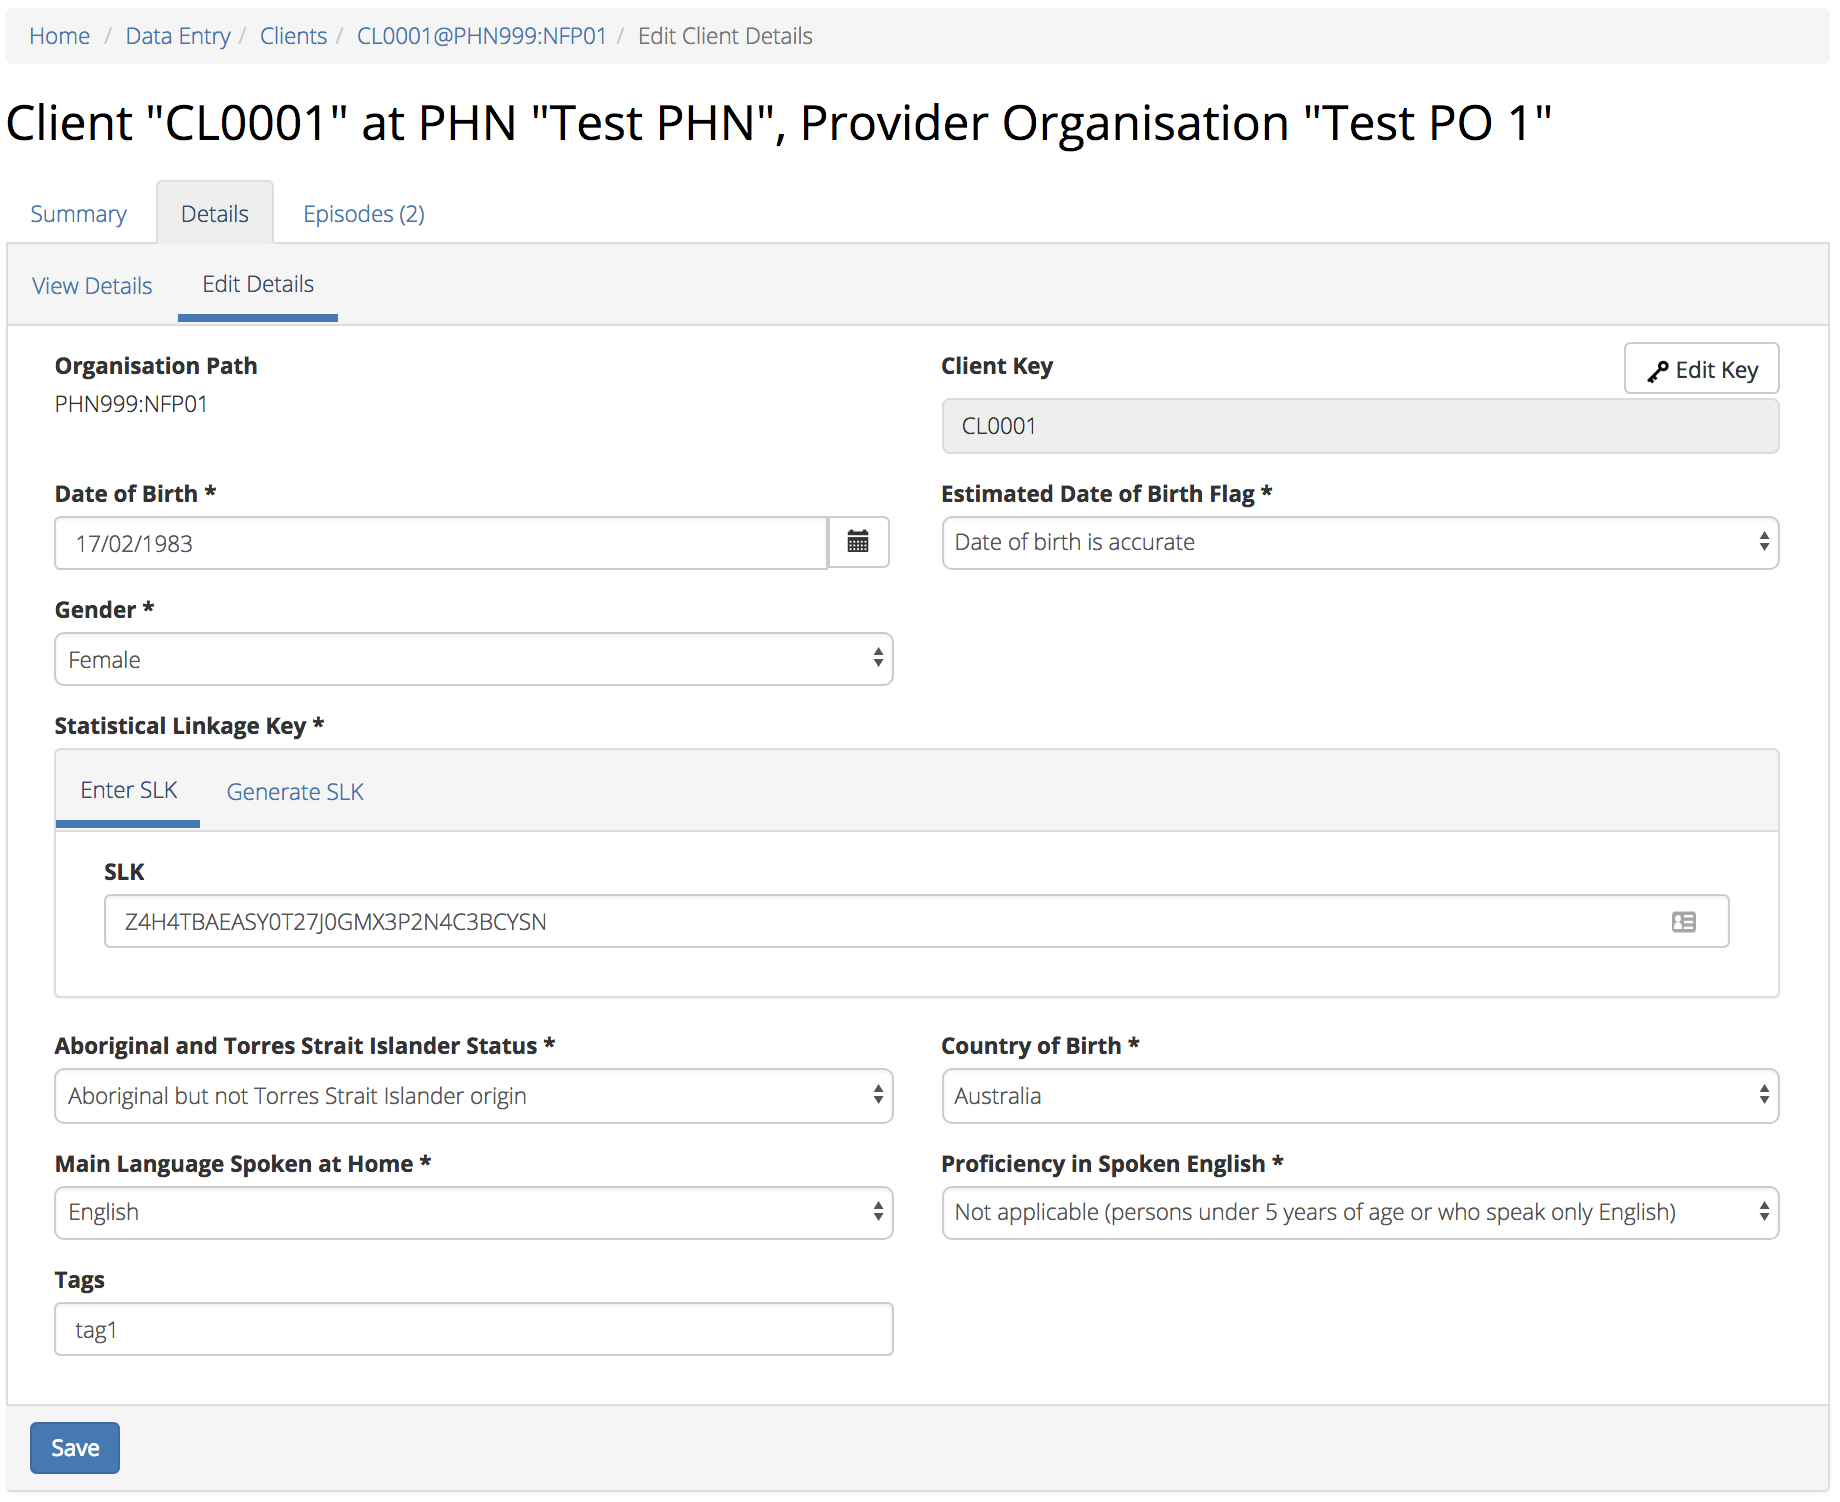 Home / Data Entry / Clients / CL0001@PHN999:NFP01 / Edit Client Details
Client "CL0001" at PHN "Test PHN", Provider Organisation "Test PO 1"
Summary Details Episodes (2)
View Details Edit Details
Organisation Path
PHN999:NFP01
Client Key
Edit Key
CL0001
Date of Birth *
17/02/1983
Estimated Date of Birth Flag *
Date of birth is accurate
Gender *
Female
Statistical Linkage Key *
Enter SLK Generate SLK
SLK
Z4H4TBAEASY0T27J0GMX3P2N4C3BCYSN
Aboriginal and Torres Strait Islander Status *
Aboriginal but not Torres Strait Islander origin
Country of Birth *
Australia
Main Language Spoken at Home *
English
Proficiency in Spoken English *
Not applicable (persons under 5 years of age or who speak only English)
Tags
tag1
Save